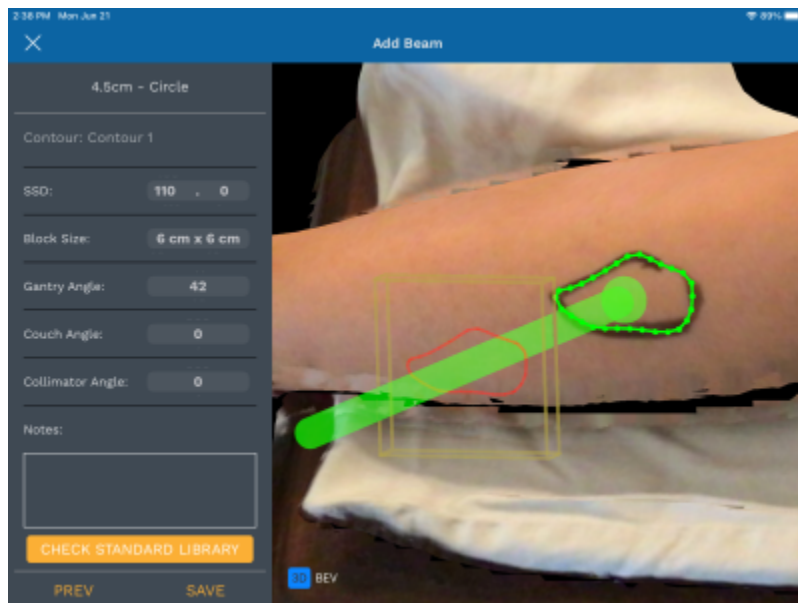 2:38 PM Mon Jun 21 89%
Add Beam
4.5cm - Circle
Contour: Contour 1
SSD: 110 . 0
Block Size: 6 cm x 6 cm
Gantry Angle: 42
Couch Angle: 0
Collimator Angle: 0
Notes:
CHECK STANDARD LIBRARY
PREV SAVE
3D BEV